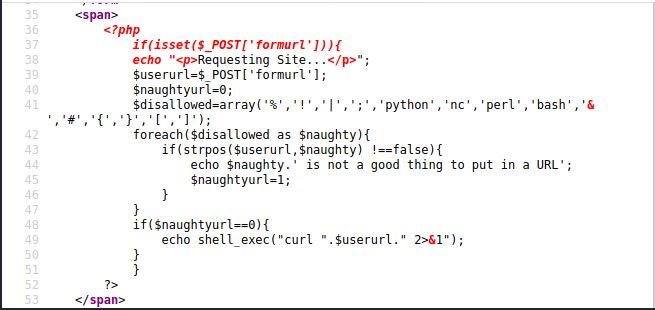 35 <span>
36 <?php
37 if(isset($_POST['formurl'])){
38 echo "<p>Requesting Site...</p>";
39 $userurl=$_POST['formurl'];
40 $naughtyurl=0;
41 $disallowed=array('%','!','|',';','python','nc','perl','bash','&
','#','{','}','[',']');
42 foreach($disallowed as $naughty){
43 if(strpos($userurl,$naughty) !==false){
44 echo $naughty.' is not a good thing to put in a URL';
45 $naughtyurl=1;
46 }
47 }
48 if($naughtyurl==0){
49 echo shell_exec("curl ".$userurl." 2>&1");
50 }
51 }
52 ?>
53 </span>